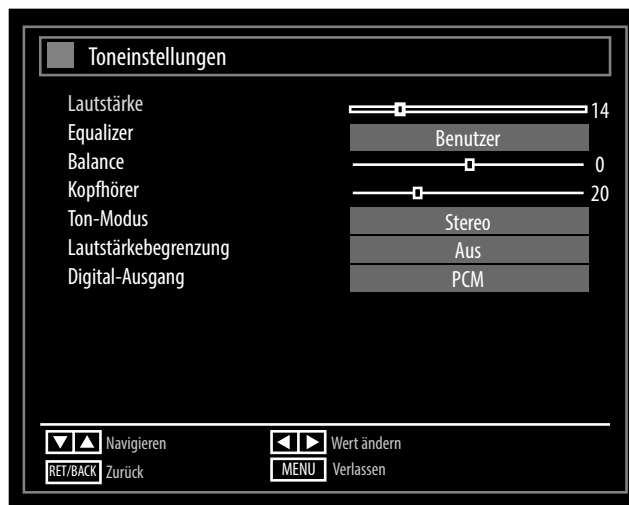 Toneinstellungen
Lautstärke 14
Equalizer Benutzer
Balance 0
Kopfhörer 20
Ton-Modus Stereo
Lautstärkebegrenzung Aus
Digital-Ausgang PCM
Navigieren Wert ändern
RET/BACK Zurück MENU Verlassen